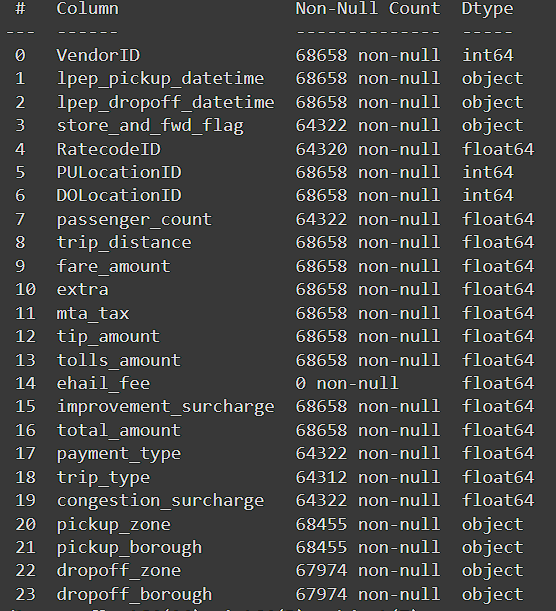 #   Column                 Non-Null Count  Dtype
---  ------                 --------------  -----
0   VendorID               68658 non-null  int64
1   lpep_pickup_datetime   68658 non-null  object
2   lpep_dropoff_datetime  68658 non-null  object
3   store_and_fwd_flag     64322 non-null  object
4   RatecodeID             64320 non-null  float64
5   PULocationID           68658 non-null  int64
6   DOLocationID           68658 non-null  int64
7   passenger_count        64322 non-null  float64
8   trip_distance          68658 non-null  float64
9   fare_amount            68658 non-null  float64
10  extra                  68658 non-null  float64
11  mta_tax                68658 non-null  float64
12  tip_amount             68658 non-null  float64
13  tolls_amount           68658 non-null  float64
14  ehail_fee              0 non-null      float64
15  improvement_surcharge  68658 non-null  float64
16  total_amount           68658 non-null  float64
17  payment_type           64322 non-null  float64
18  trip_type              64312 non-null  float64
19  congestion_surcharge   64322 non-null  float64
20  pickup_zone            68455 non-null  object
21  pickup_borough         68455 non-null  object
22  dropoff_zone           67974 non-null  object
23  dropoff_borough        67974 non-null  object